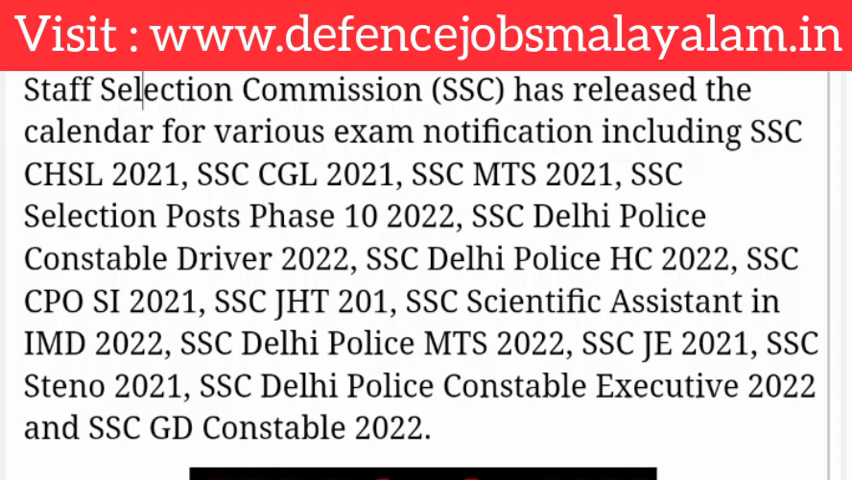 Visit : www.defencejobsmalayalam.in
Staff Selection Commission (SSC) has released the
calendar for various exam notification including SSC
CHSL 2021, SSC CGL 2021, SSC MTS 2021, SSC
Selection Posts Phase 10 2022, SSC Delhi Police
Constable Driver 2022, SSC Delhi Police HC 2022, SSC
CPO SI 2021, SSC JHT 201, SSC Scientific Assistant in
IMD 2022, SSC Delhi Police MTS 2022, SSC JE 2021, SSC
Steno 2021, SSC Delhi Police Constable Executive 2022
and SSC GD Constable 2022.